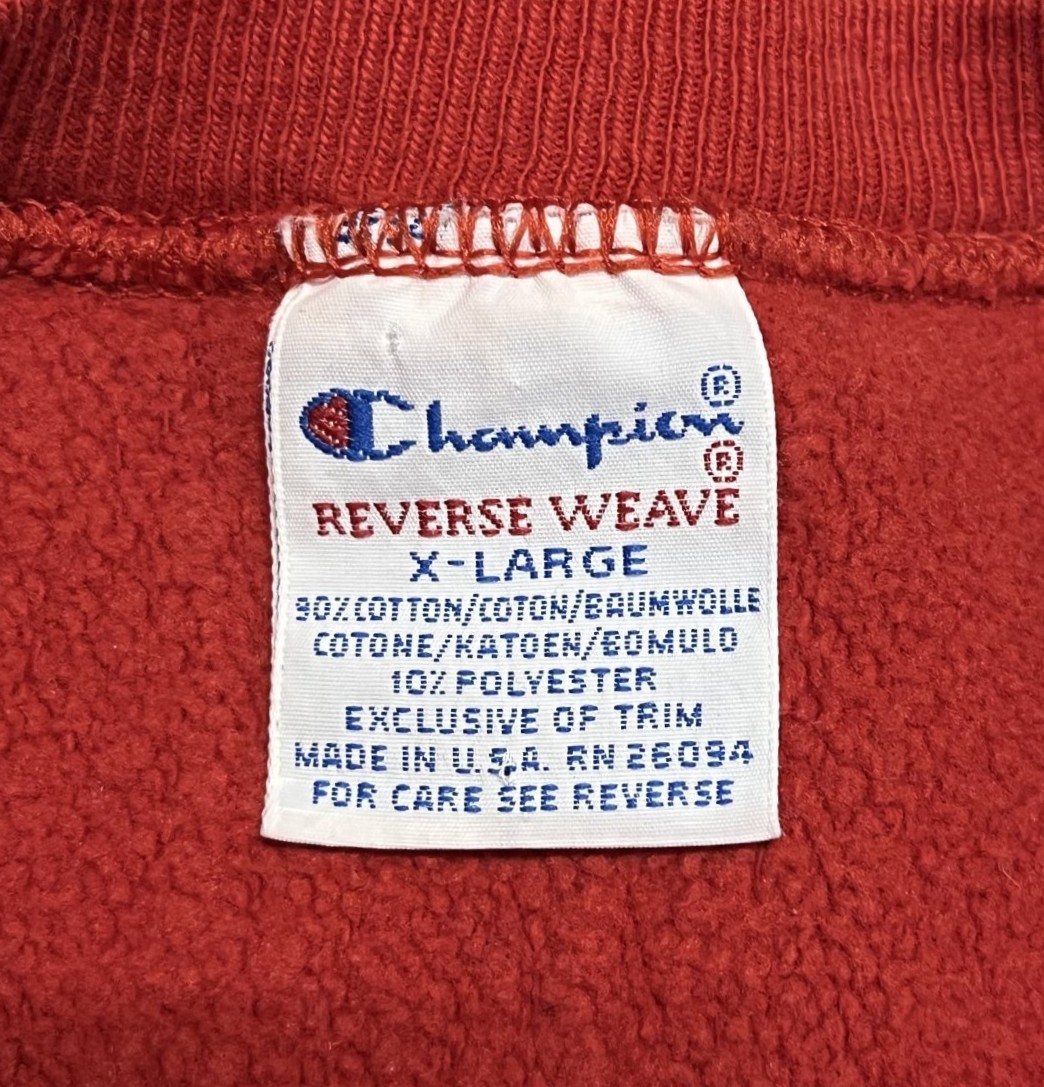 Champion®
®
REVERSE WEAVE
X-LARGE
90% COTTON/COTON/BAUMWOLLE
COTONE/KATOEN/BOMULD
10% POLYESTER
EXCLUSIVE OF TRIM
MADE IN U.S.A. RN 26094
FOR CARE SEE REVERSE